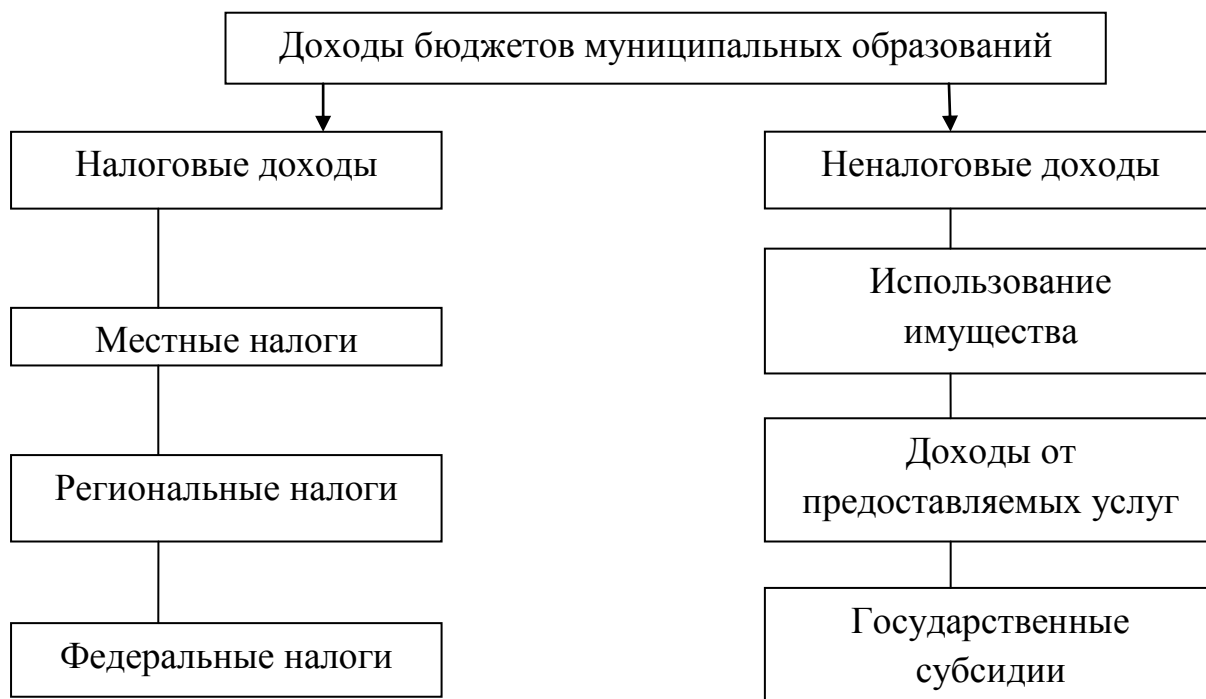 Доходы бюджетов муниципальных образований
Налоговые доходы
Местные налоги
Региональные налоги
Федеральные налоги
Неналоговые доходы
Использование
имущества
Доходы от
предоставляемых услуг
Государственные
субсидии